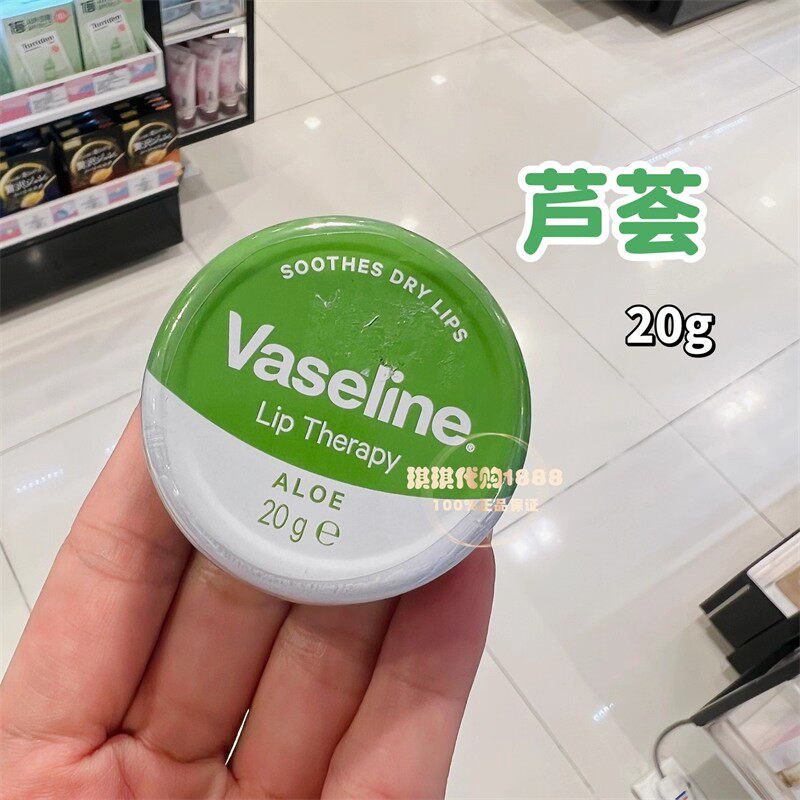 芦荟
20g
SOOTHES DRY LIPS
Vaseline®
Lip Therapy
ALOE
20 g ℮
琪琪代购1888
100%正品保证